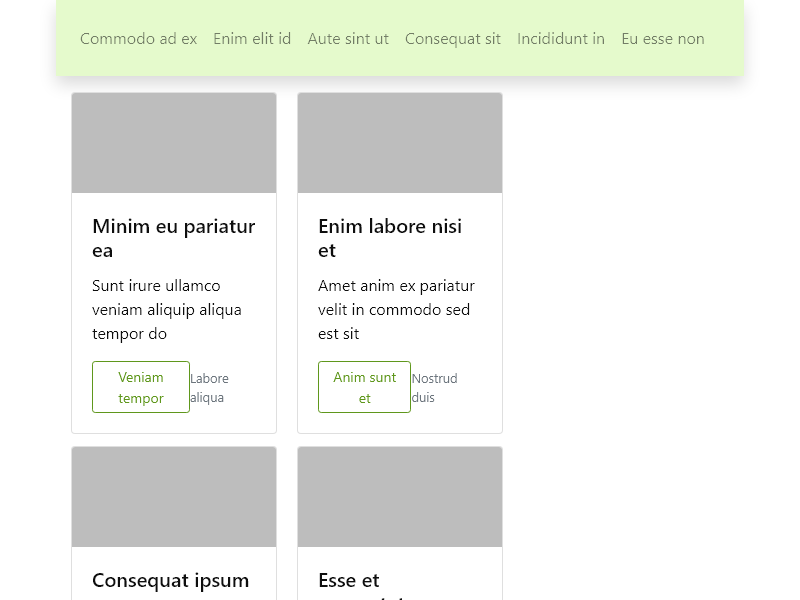 Commodo ad ex Enim elit id Aute sint ut Consequat sit Incididunt in Eu esse non
Minim eu pariatur
ea
Sunt irure ullamco
veniam aliquip aliqua
tempor do
Veniam
tempor
Labore
aliqua
Enim labore nisi
et
Amet anim ex pariatur
velit in commodo sed
est sit
Anim sunt
et
Nostrud
duis
Consequat ipsum
Esse et